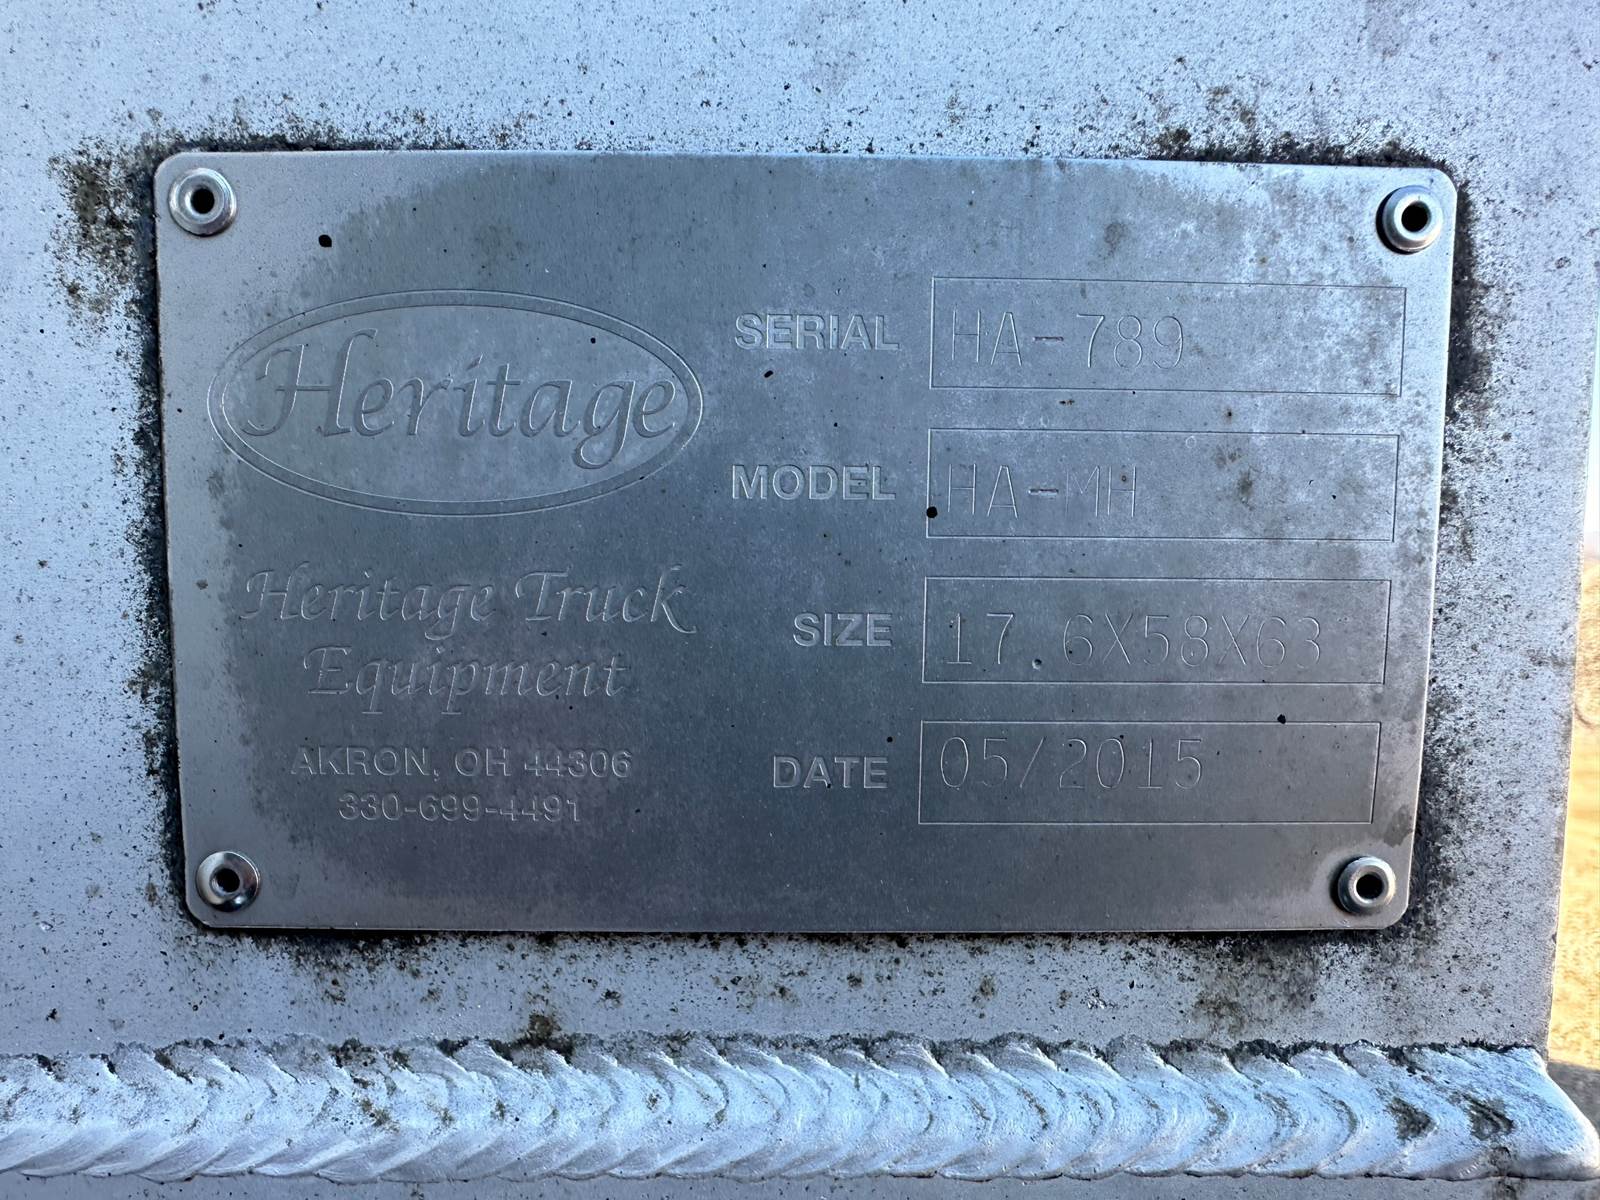 Heritage
Heritage Truck
Equipment
AKRON, OH 44306
330-699-4491
SERIAL HA-789
MODEL HA-MH
SIZE 17.6X58X63
DATE 05/2015